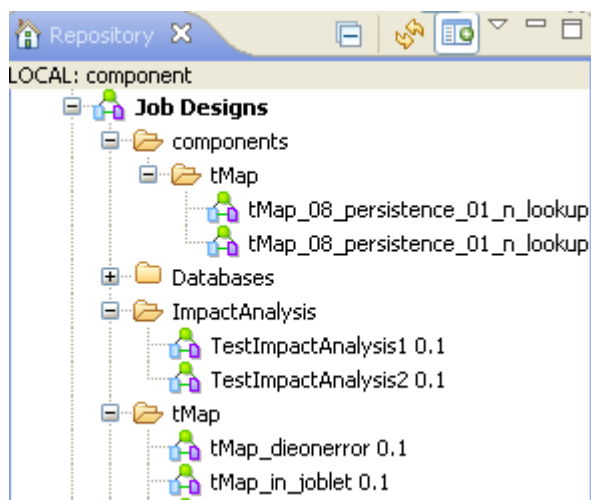 Repository
LOCAL: component
Job Designs
components
tMap
tMap_08_persistence_01_n_lookup
tMap_08_persistence_01_n_lookup
Databases
ImpactAnalysis
TestImpactAnalysis1 0.1
TestImpactAnalysis2 0.1
tMap
tMap_dieonerror 0.1
tMap_in_joblet 0.1